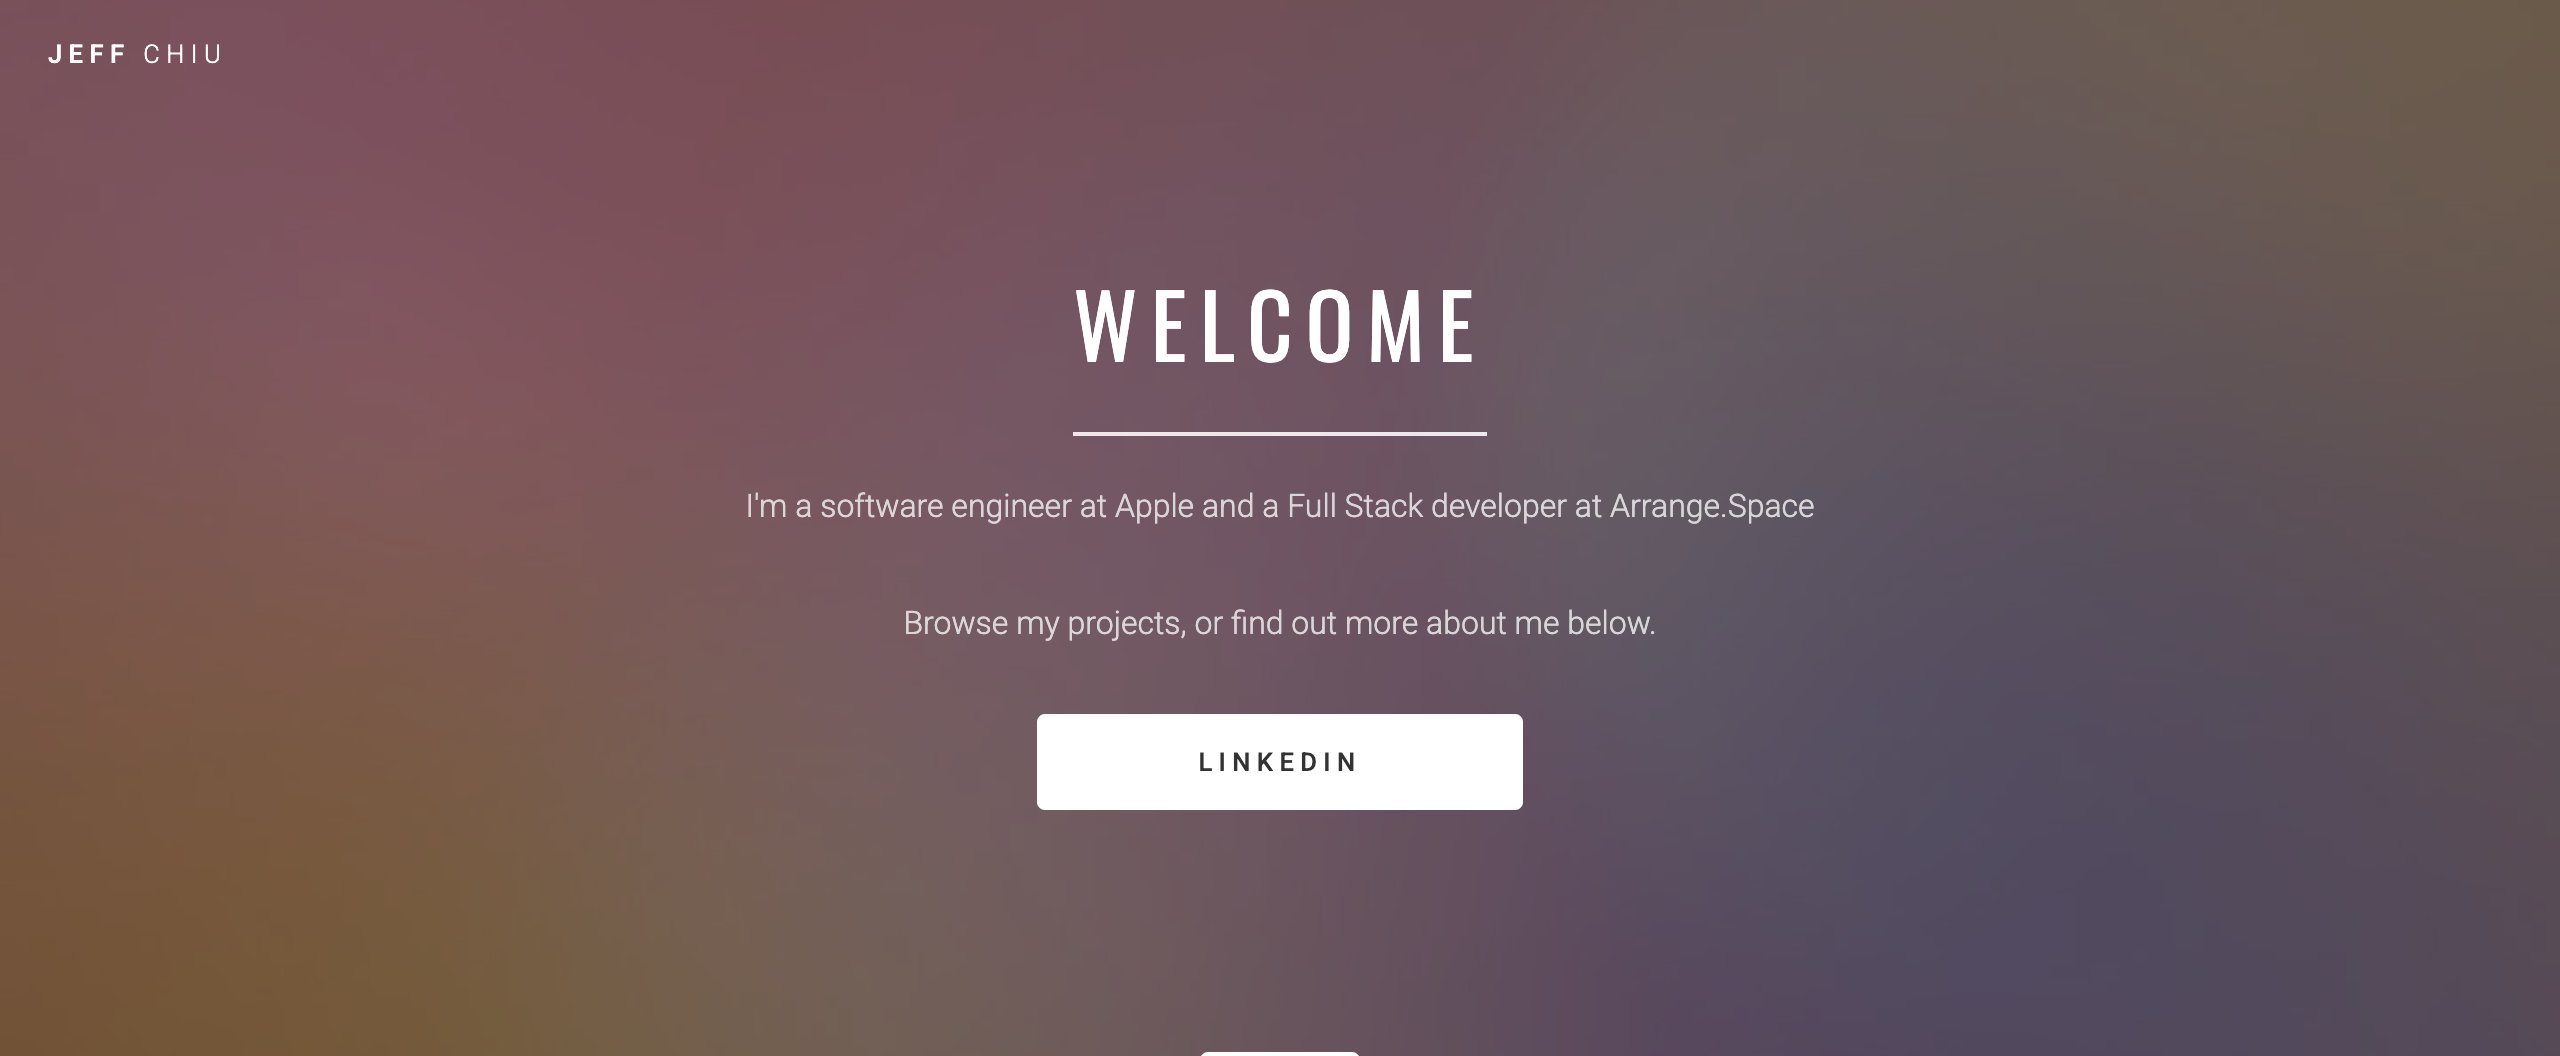 JEFF CHIU
WELCOME
I'm a software engineer at Apple and a Full Stack developer at Arrange.Space
Browse my projects, or find out more about me below.
LINKEDIN